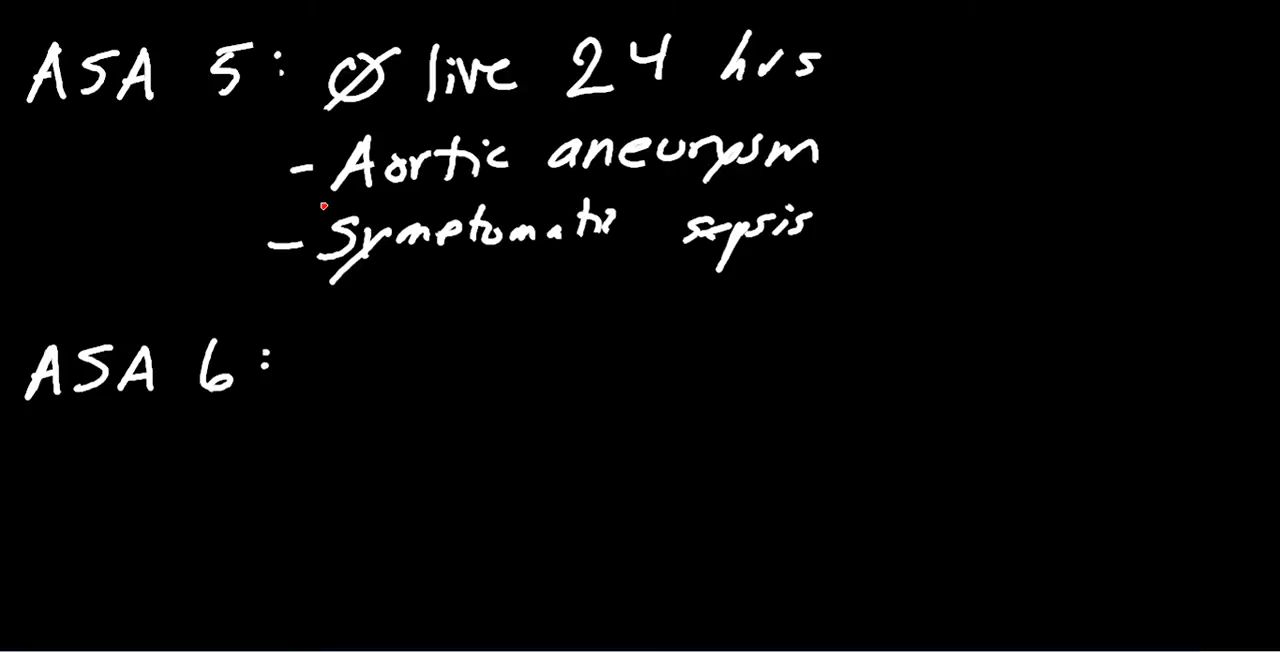 ASA 5: Ø live 24 hrs
- Aortic aneurysm
- Symptomatic sepsis
ASA 6: